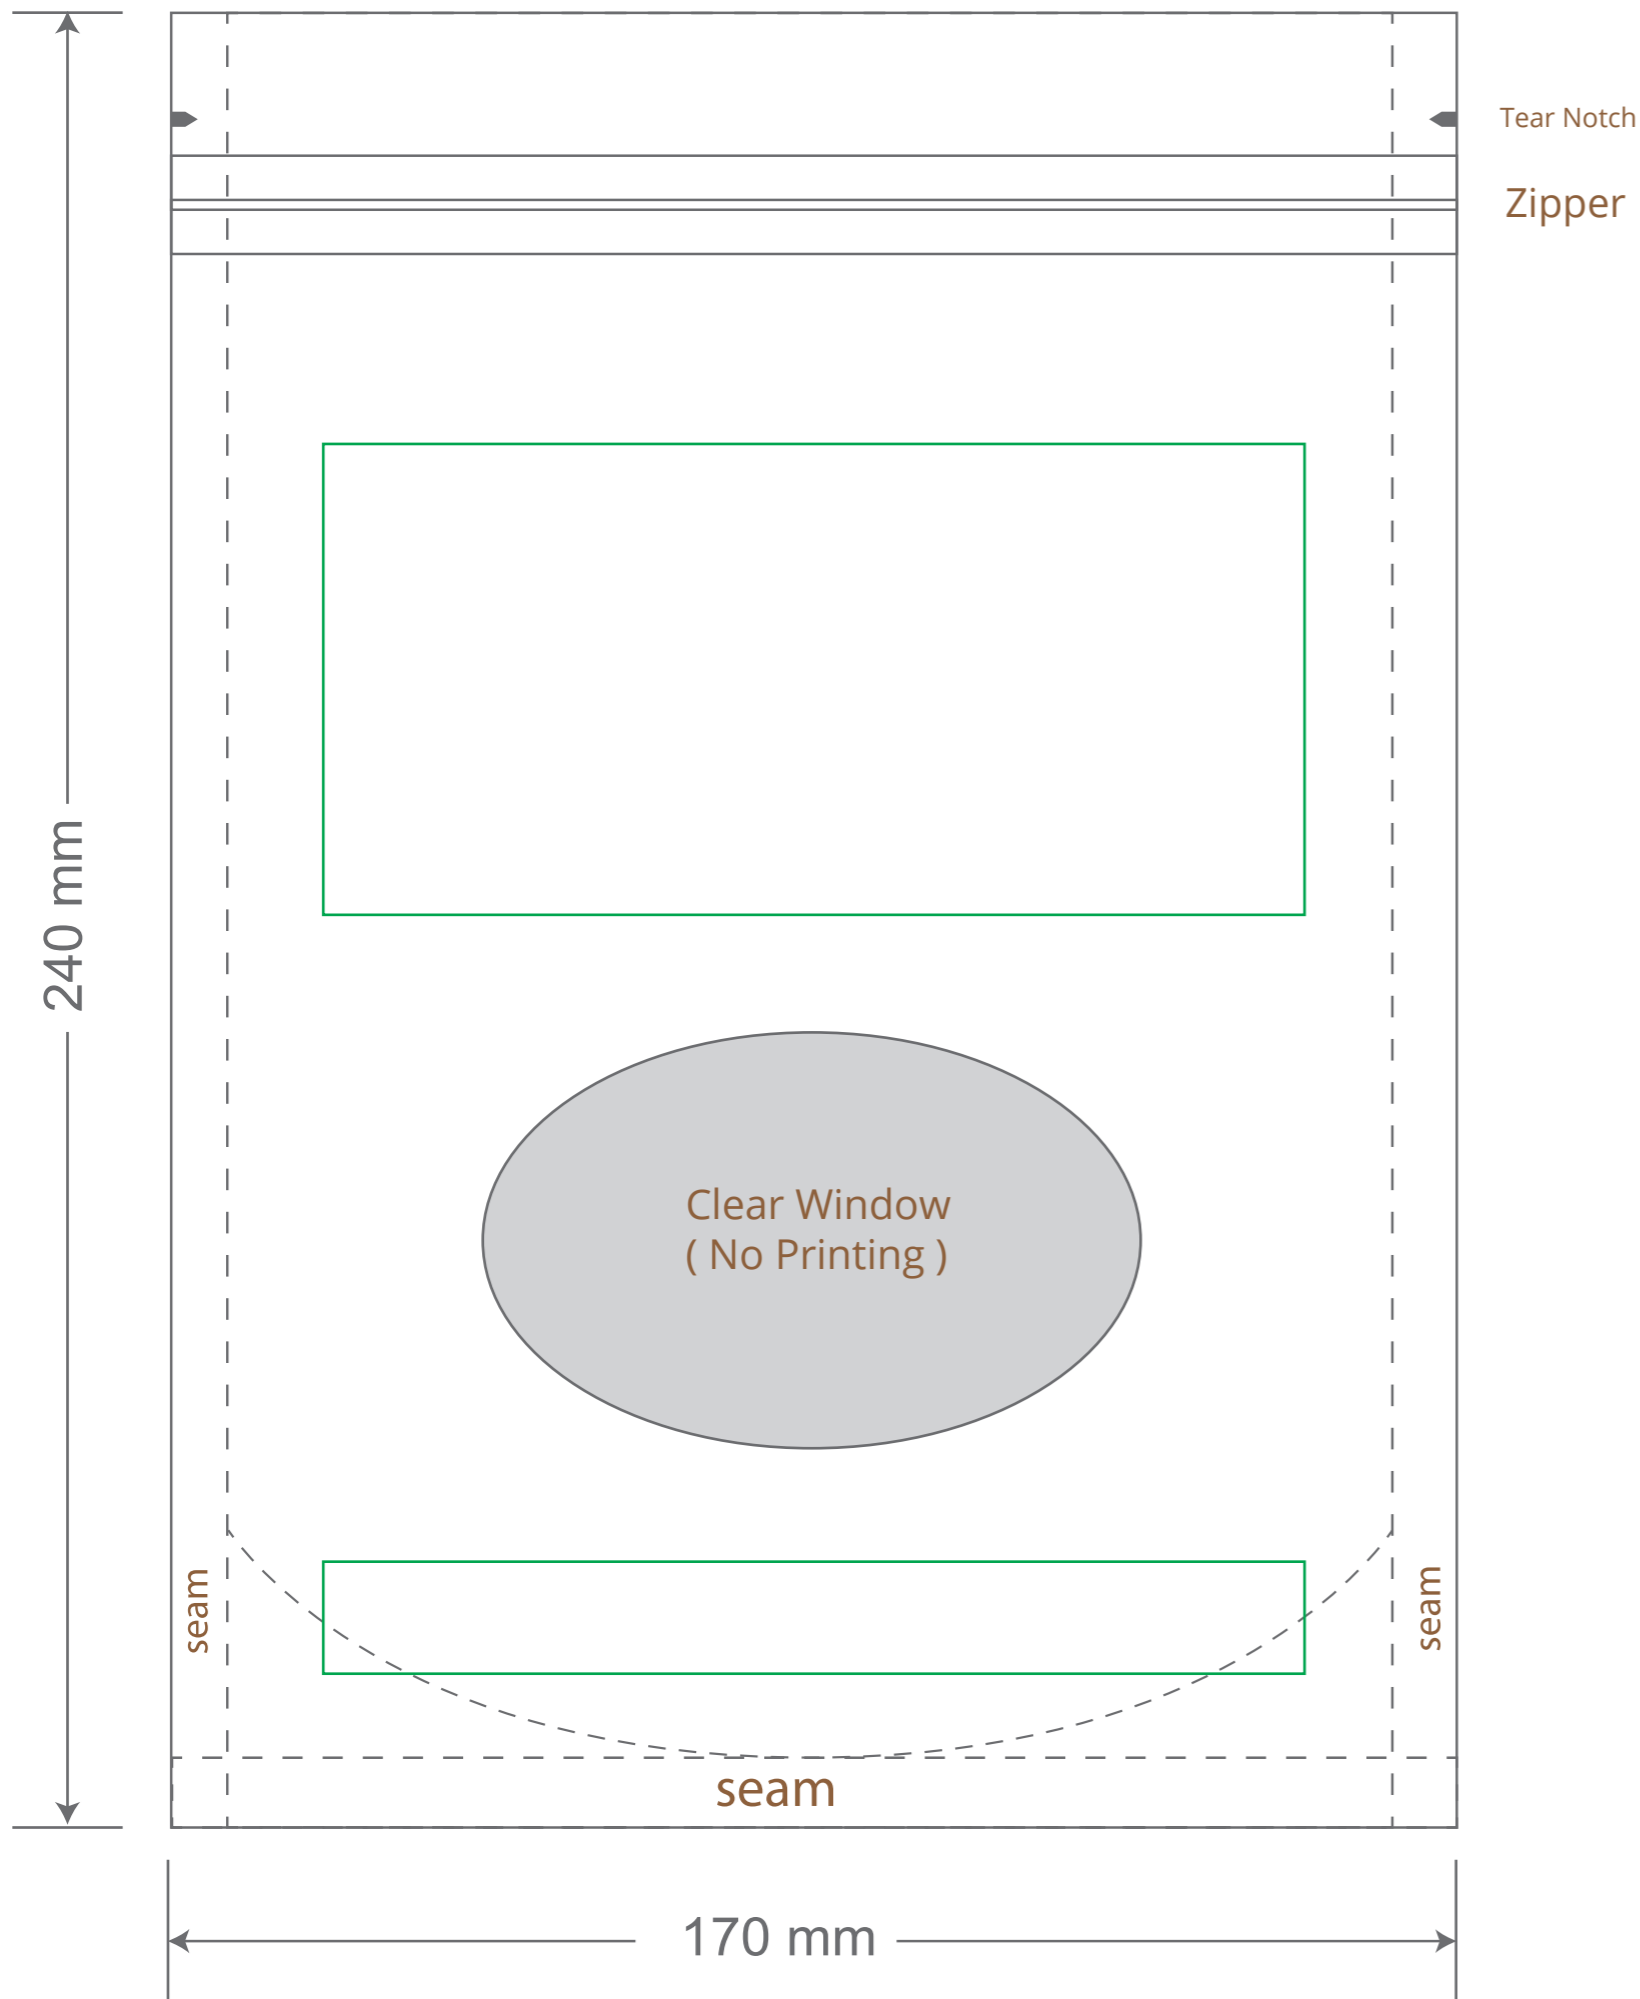 Tear Notch
Zipper
240 mm
Clear Window
( No Printing )
seam
seam
seam
170 mm